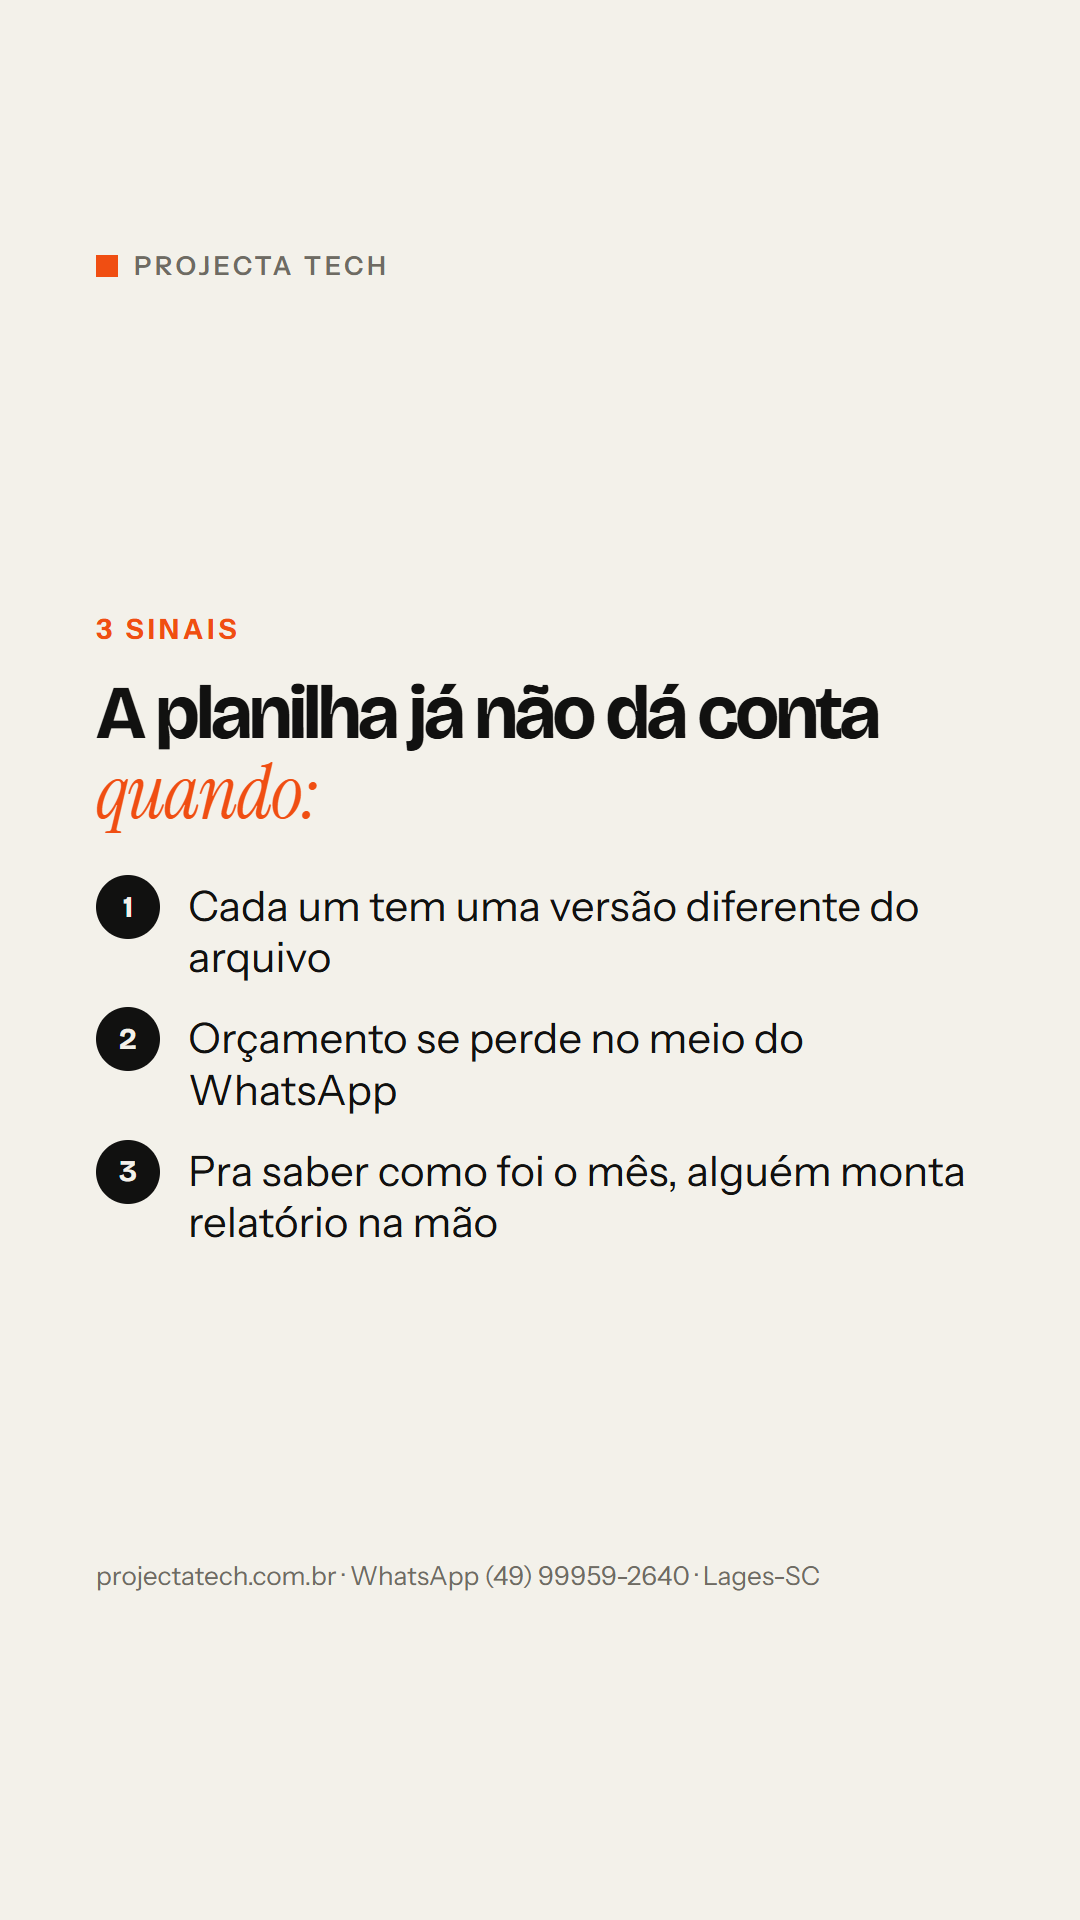 PROJECTA TECH
3 SINAIS
A planilha já não dá conta
quando:
1 Cada um tem uma versão diferente do
arquivo
2 Orçamento se perde no meio do
WhatsApp
3 Pra saber como foi o mês, alguém monta
relatório na mão
projectatech.com.br · WhatsApp (49) 99959-2640 · Lages-SC